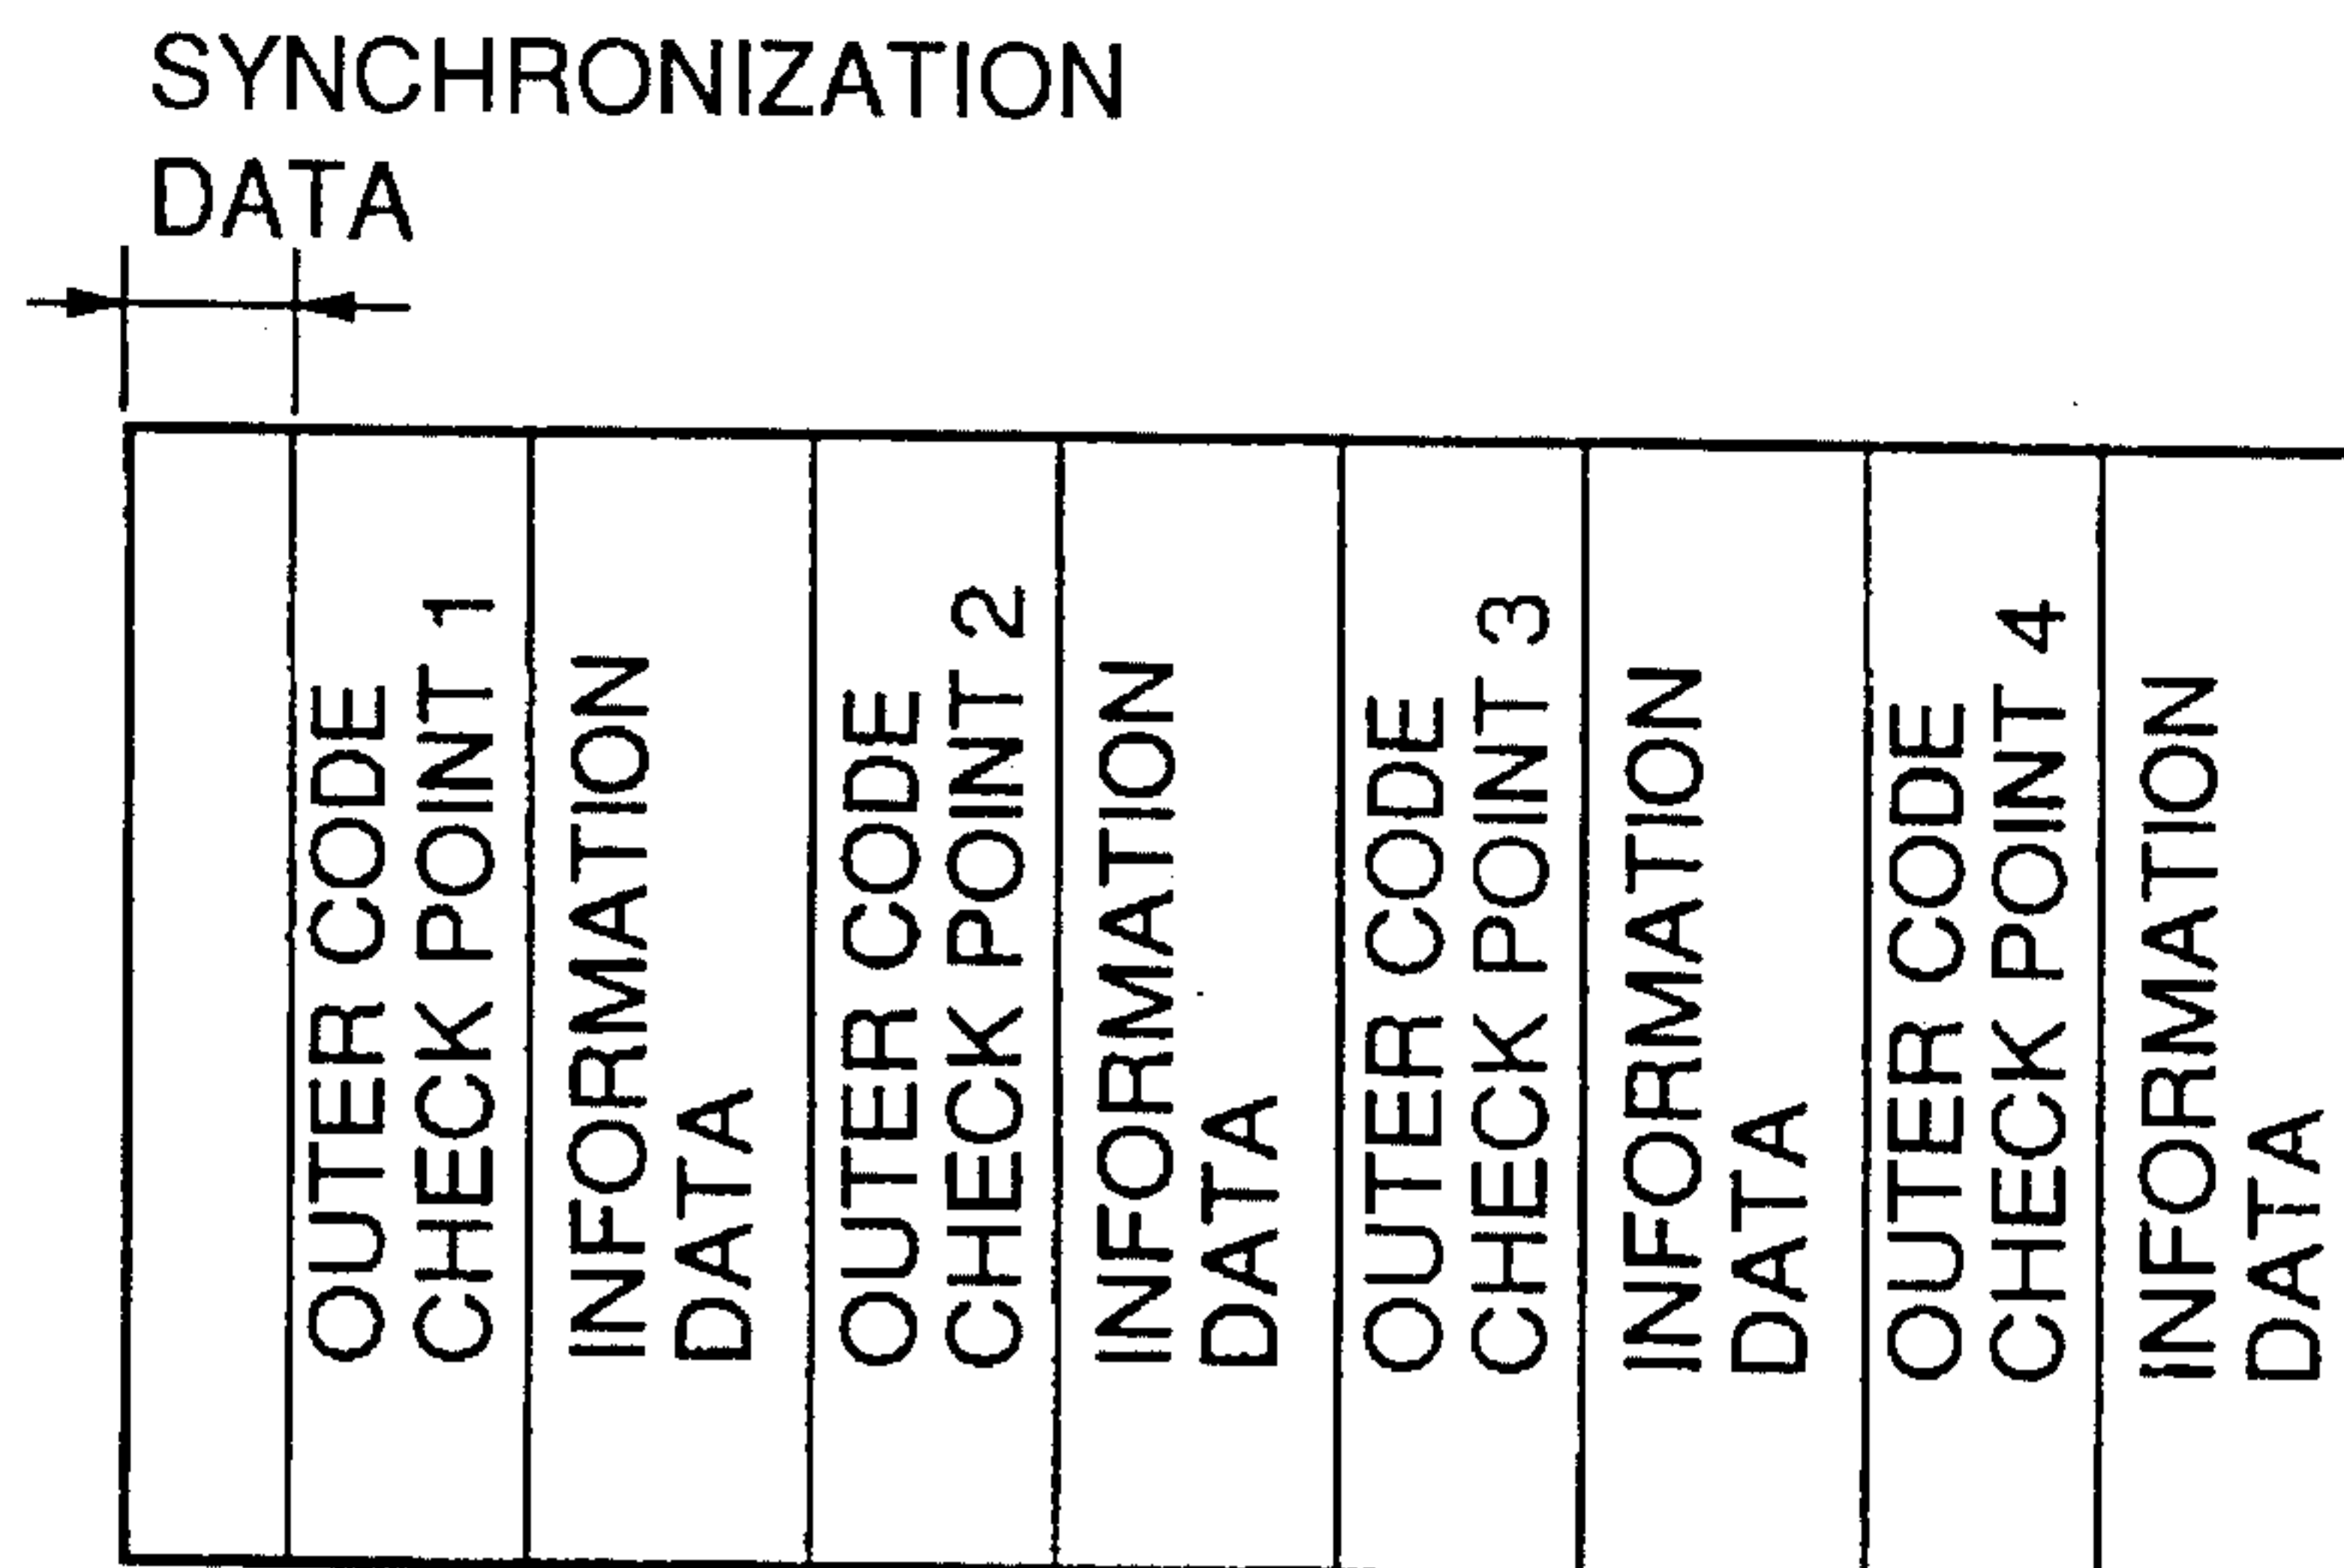 SYNCHRONIZATION
DATA
OUTER CODE
CHECK POINT 1
INFORMATION
DATA
OUTER CODE
CHECK POINT 2
INFORMATION
DATA
OUTER CODE
CHECK POINT 3
INFORMATION
DATA
OUTER CODE
CHECK POINT 4
INFORMATION
DATA